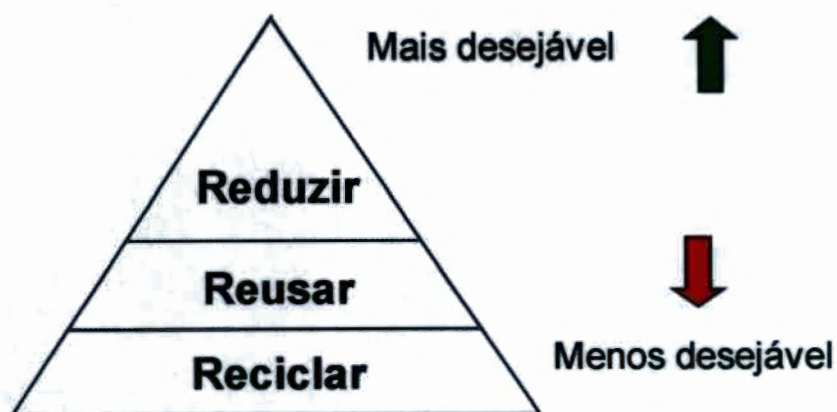 Mais desejável
Reduzir
Reusar
Reciclar
Menos desejável